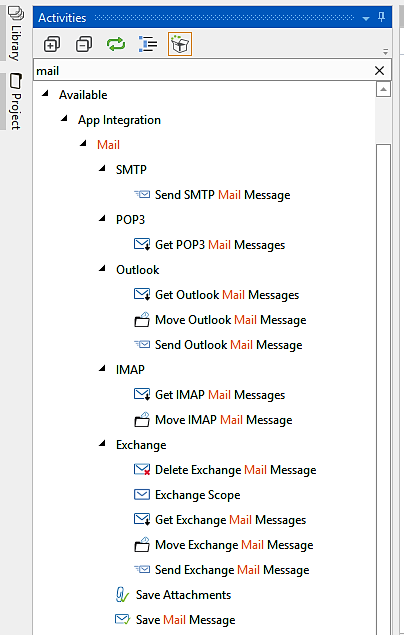 Activities
Library
Project
mail
Available
App Integration
Mail
SMTP
Send SMTP Mail Message
POP3
Get POP3 Mail Messages
Outlook
Get Outlook Mail Messages
Move Outlook Mail Message
Send Outlook Mail Message
IMAP
Get IMAP Mail Messages
Move IMAP Mail Message
Exchange
Delete Exchange Mail Message
Exchange Scope
Get Exchange Mail Messages
Move Exchange Mail Message
Send Exchange Mail Message
Save Attachments
Save Mail Message